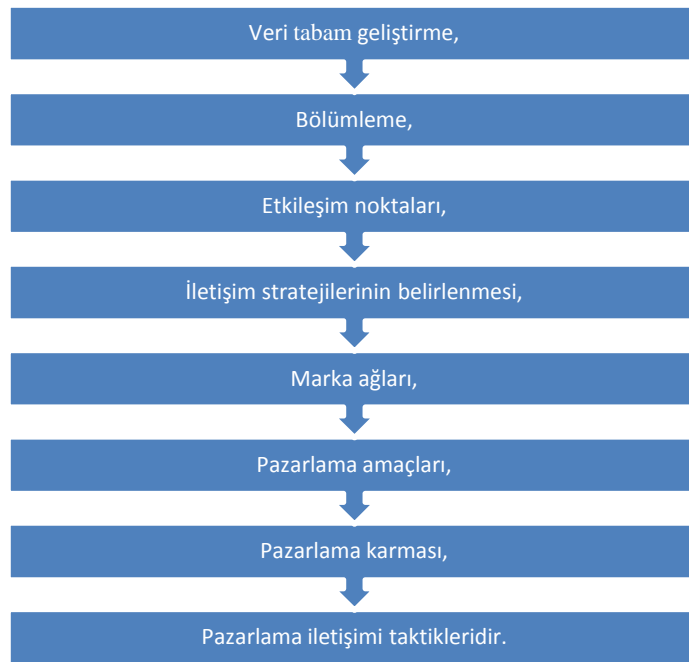 Veri tabam geliştirme,
Bölümleme,
Etkileşim noktaları,
İletişim stratejilerinin belirlenmesi,
Marka ağları,
Pazarlama amaçları,
Pazarlama karması,
Pazarlama iletişimi taktikleridir.